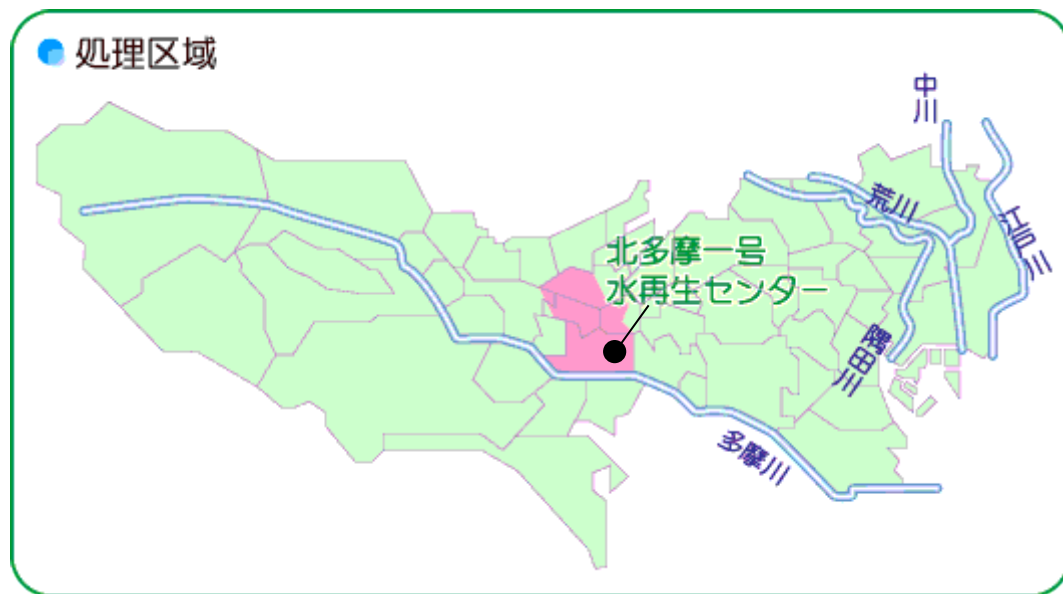 処理区域
中川
荒川
江戸川
北多摩一号
水再生センター
隅田川
多摩川